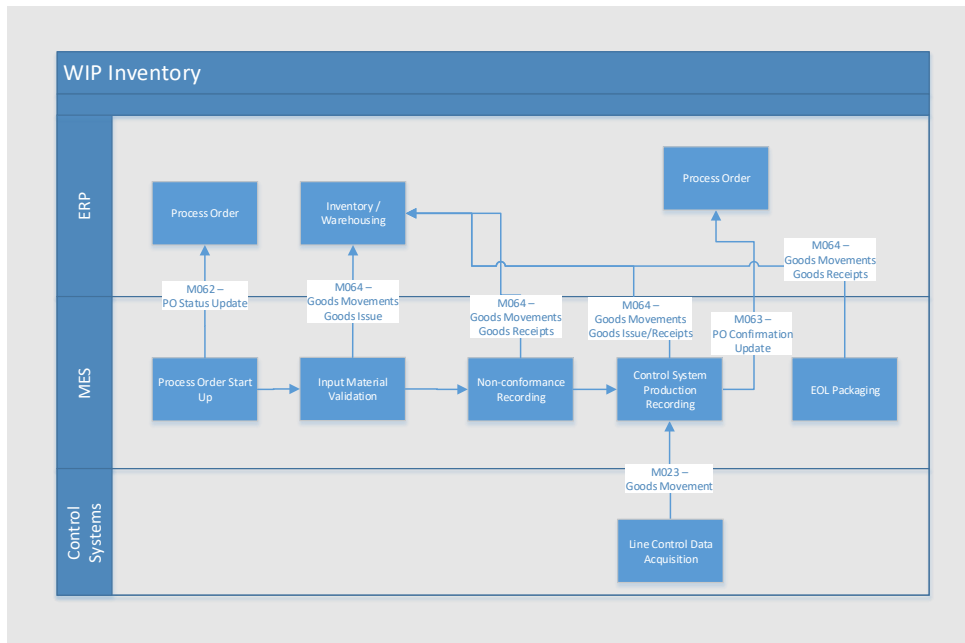 WIP Inventory
ERP
Process Order
Inventory /
Warehousing
Process Order
M062 –
PO Status Update
M064 –
Goods Movements
Goods Issue
M064 –
Goods Movements
Goods Receipts
M064 –
Goods Movements
Goods Issue/Receipts
M063 –
PO Confirmation
Update
M064 –
Goods Movements
Goods Receipts
MES
Process Order Start
Up
Input Material
Validation
Non-conformance
Recording
Control System
Production
Recording
EOL Packaging
M023 –
Goods Movement
Control
Systems
Line Control Data
Acquisition